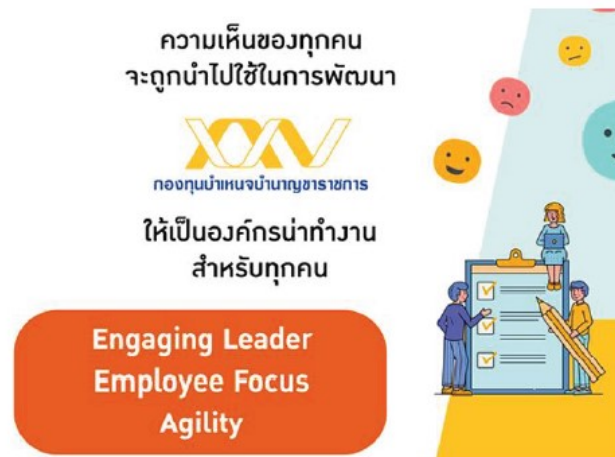 ความเห็นของทุกคน
จะถูกนำไปใช้ในการพัฒนา
XXV
กองทุนบำเหน็จบำนาญข้าราชการ
ให้เป็นองค์กรน่าทำงาน
สำหรับทุกคน
Engaging Leader
Employee Focus
Agility